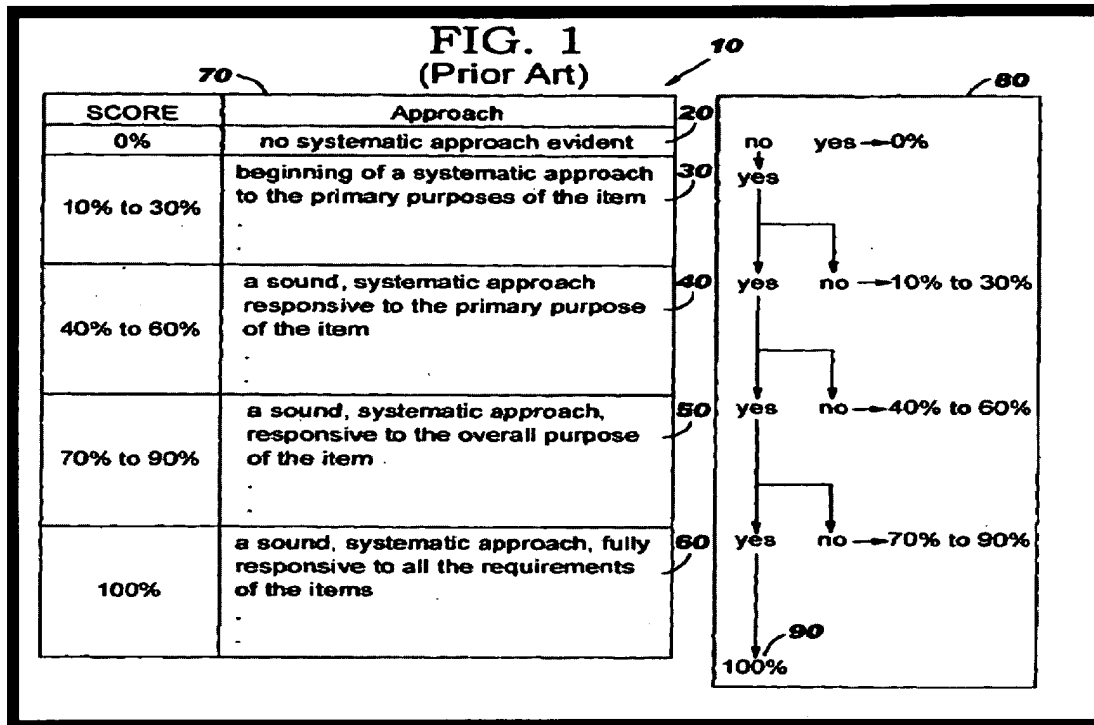 FIG. 1
(Prior Art)
10
70
80
SCORE
Approach
20
0%
no systematic approach evident
30
10% to 30%
beginning of a systematic approach
to the primary purposes of the item
.
.
40
40% to 60%
a sound, systematic approach
responsive to the primary purpose
of the item
.
.
50
70% to 90%
a sound, systematic approach,
responsive to the overall purpose
of the item
.
.
60
100%
a sound, systematic approach, fully
responsive to all the requirements
of the items
.
.
no yes→0%
yes
yes no→10% to 30%
yes no→40% to 60%
yes no→70% to 90%
90
100%